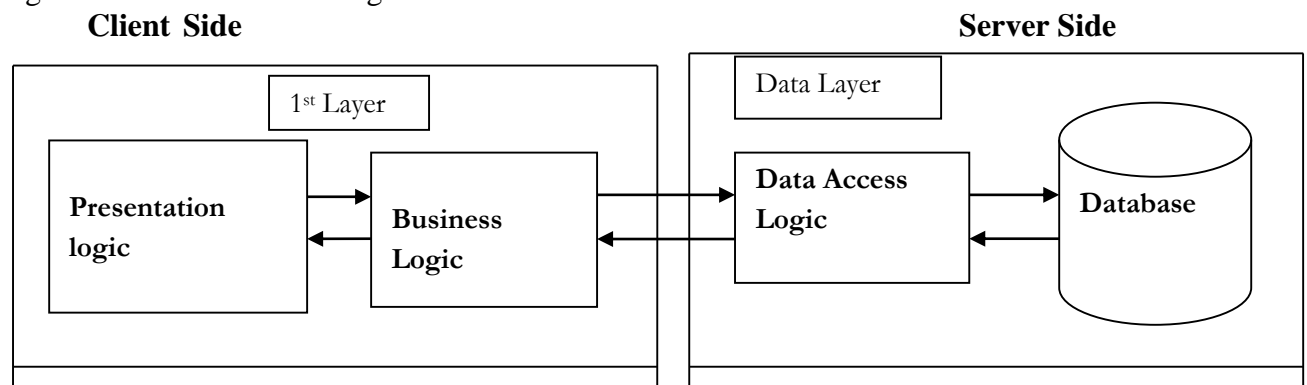 Client Side
Server Side
1st Layer
Data Layer
Presentation
logic
Business
Logic
Data Access
Logic
Database